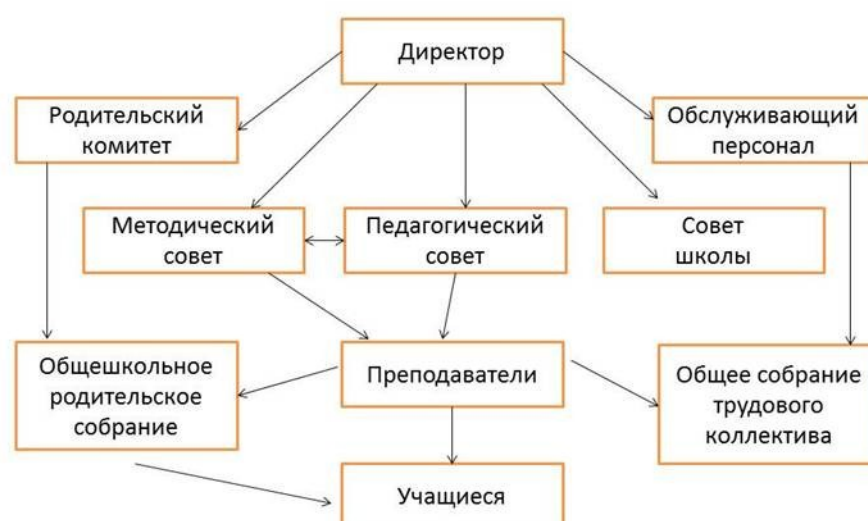 Директор
Родительский
комитет
Обслуживающий
персонал
Методический
совет
Педагогический
совет
Совет
школы
Общешкольное
родительское
собрание
Преподаватели
Общее собрание
трудового
коллектива
Учащиеся